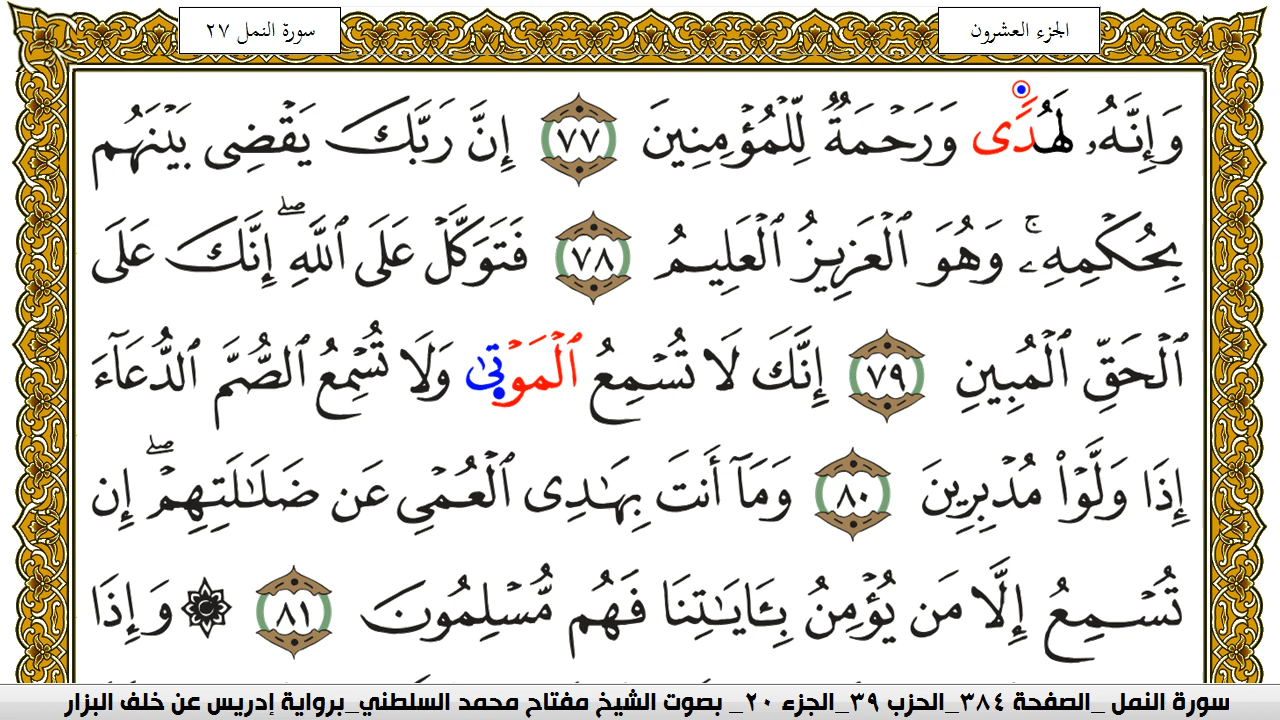 الجزء العشرون
سورة النمل ٢٧
وَإِنَّهُۥ لَهُدًى وَرَحْمَةٌ لِّلْمُؤْمِنِينَ ٧٧ إِنَّ رَبَّكَ يَقْضِى بَيْنَهُم
بِحُكْمِهِۦ ۚ وَهُوَ ٱلْعَزِيزُ ٱلْعَلِيمُ ٧٨ فَتَوَكَّلْ عَلَى ٱللَّهِ ۖ إِنَّكَ عَلَى
ٱلْحَقِّ ٱلْمُبِينِ ٧٩ إِنَّكَ لَا تُسْمِعُ ٱلْمَوْتَىٰ وَلَا تُسْمِعُ ٱلصُّمَّ ٱلدُّعَآءَ
إِذَا وَلَّوْا۟ مُدْبِرِينَ ٨٠ وَمَآ أَنتَ بِهَـٰدِى ٱلْعُمْىِ عَن ضَلَـٰلَتِهِمْ ۖ إِن
تُسْمِعُ إِلَّا مَن يُؤْمِنُ بِـَٔايَـٰتِنَا فَهُم مُّسْلِمُونَ ٨١ ۞ وَإِذَا
سورة النمل _الصفحة ٣٨٤_الحزب ٣٩_الجزء ٢٠_ بصوت الشيخ مفتاح محمد السلطني_برواية إدريس عن خلف البزار